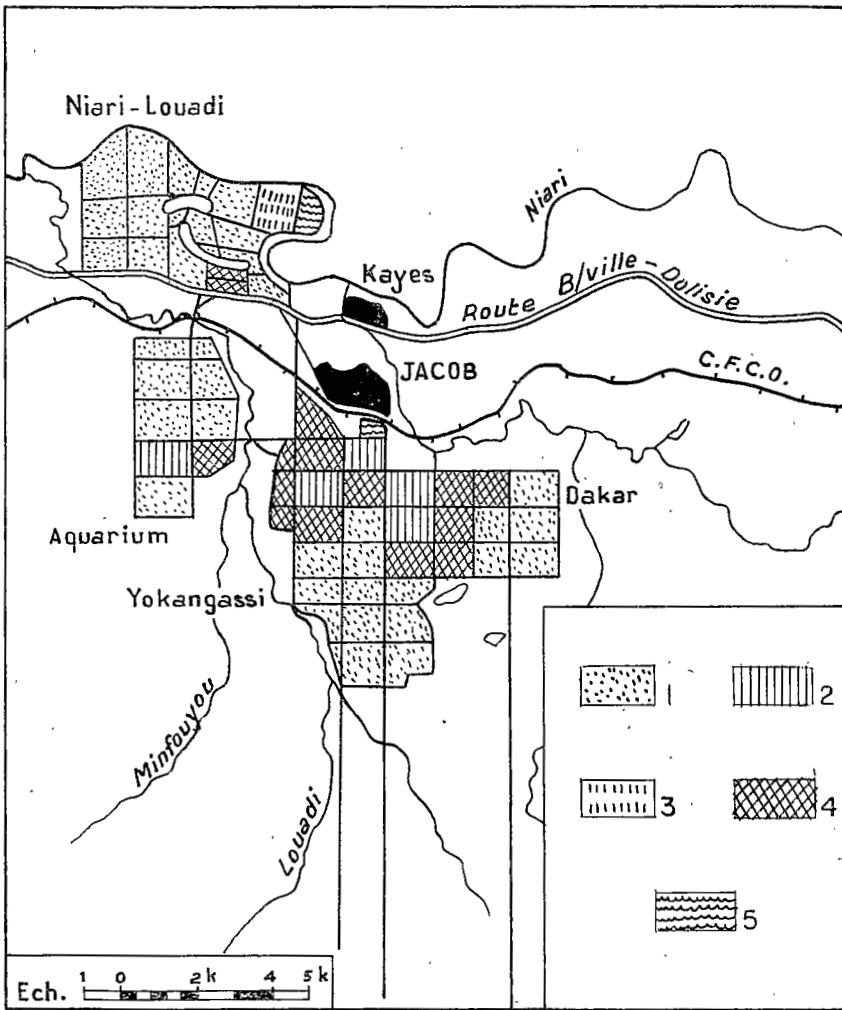 Niari-Louadi
Niari
Kayes
Route B/ville-Dolisie
JACOB
C.F.C.O.
Dakar
Aquarium
Yokangassi
Minfouyou
Louadi
1
2
3
4
5
Ech. 1 0 2k 4 5k